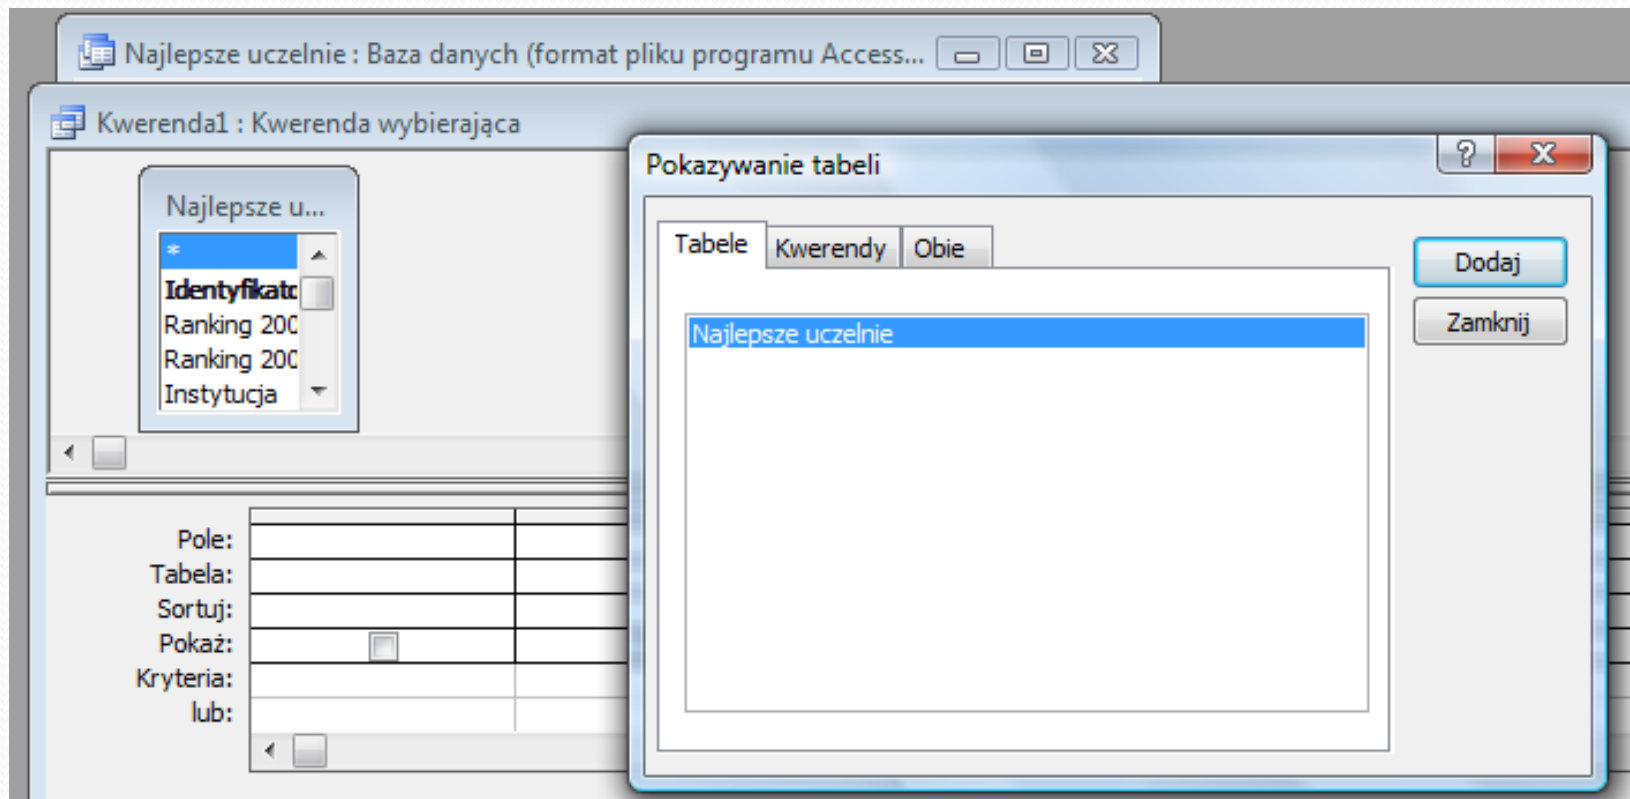 Najlepsze uczelnie : Baza danych (format pliku programu Access...
Kwerenda1 : Kwerenda wybierająca
Najlepsze u...
*
Identyfikatc
Ranking 200
Ranking 200
Instytucja
Pokazywanie tabeli
?
Tabele Kwerendy Obie
Najlepsze uczelnie
Dodaj
Zamknij
Pole:
Tabela:
Sortuj:
Pokaż:
Kryteria:
lub: